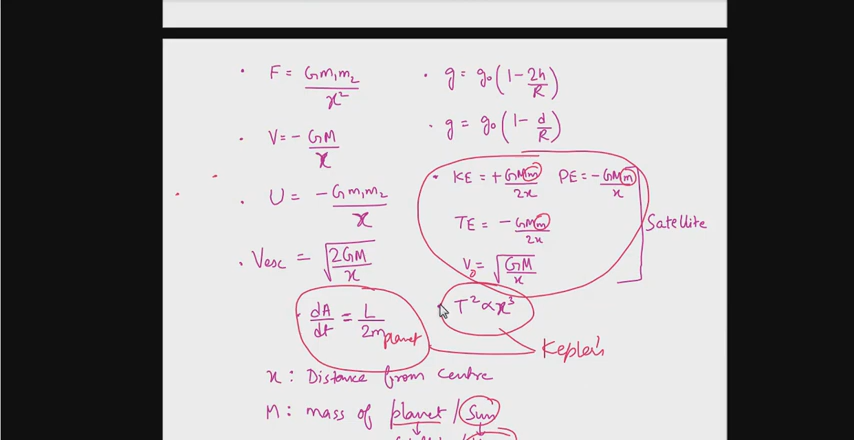 • F = Gm₁m₂/x²
• g = g₀(1 - 2h/R)
• V = - GM/x
• g = g₀(1 - d/R)
• U = - Gm₁m₂/x
• KE = + GMm/2x PE = - GMm/x
TE = - GMm/2x
Satellite
• Vesc = √(2GM/x)
V₀ = √(GM/x)
• dA/dt = L/2m planet
• T² ∝ x³
Kepler's
x : Distance from centre
M : mass of planet / Sun